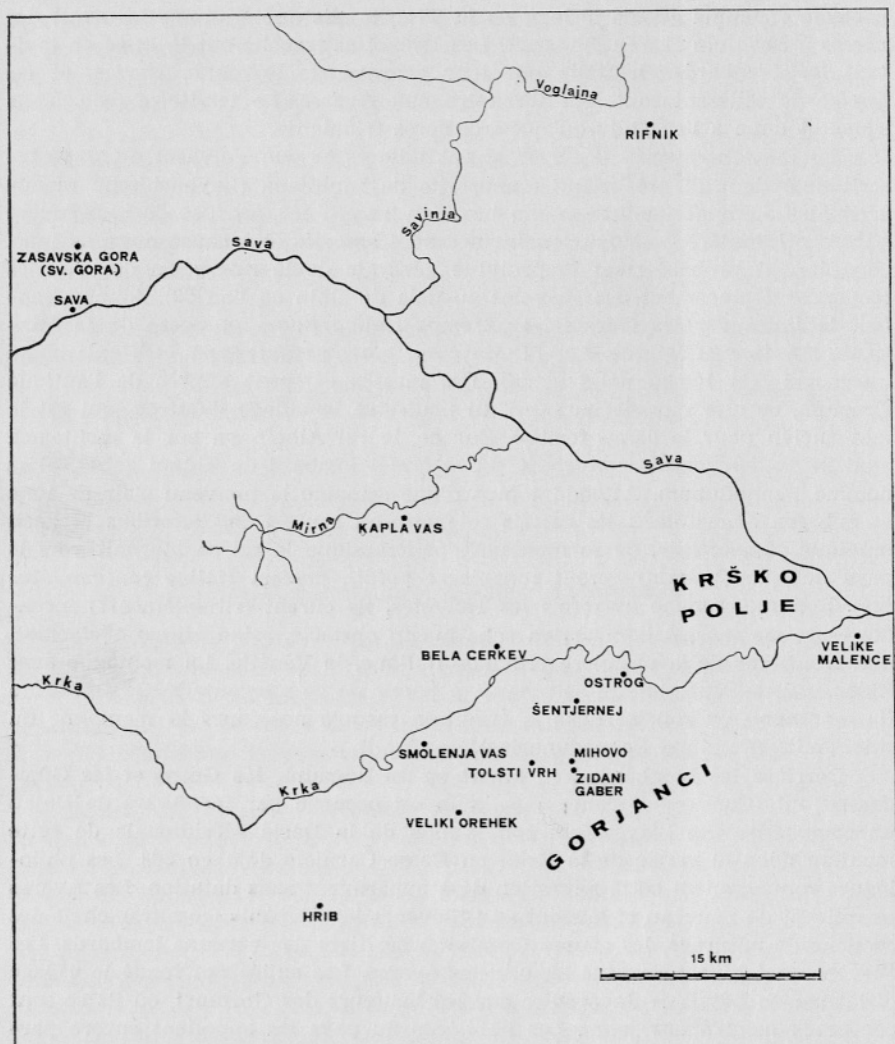 Voglajna
RIFNIK
Savinja
Sava
ZASAVSKA GORA
(SV. GORA)
SAVA
Sava
Mirna
KAPLA VAS
KRŠKO
POLJE
VELIKE
MALENCE
BELA CERKEV
Krka
OSTROG
ŠENTJERNEJ
SMOLENJA VAS
MIHOVO
TOLSTI VRH
ZIDANI
GABER
Krka
GORJANCI
VELIKI OREHEK
HRIB
15 km